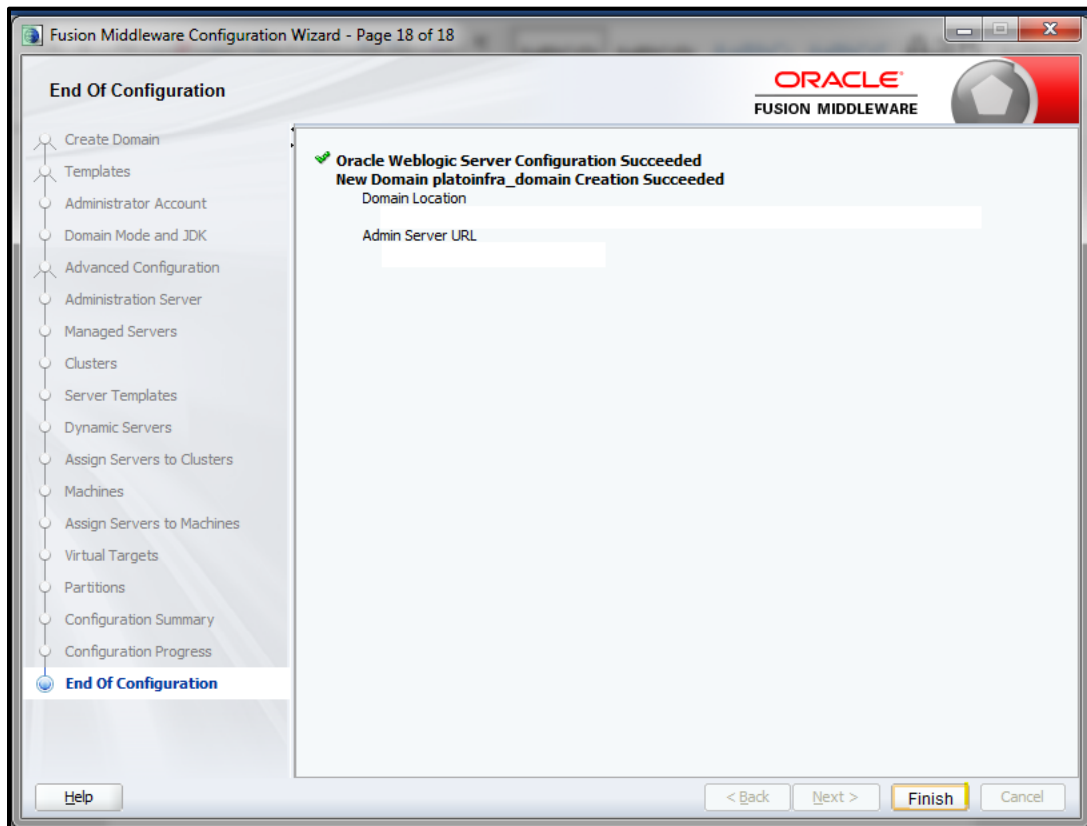 Fusion Middleware Configuration Wizard - Page 18 of 18
End Of Configuration
ORACLE
FUSION MIDDLEWARE
Create Domain
Templates
Administrator Account
Domain Mode and JDK
Advanced Configuration
Administration Server
Managed Servers
Clusters
Server Templates
Dynamic Servers
Assign Servers to Clusters
Machines
Assign Servers to Machines
Virtual Targets
Partitions
Configuration Summary
Configuration Progress
End Of Configuration
Oracle Weblogic Server Configuration Succeeded
New Domain platoinfra_domain Creation Succeeded
Domain Location
Admin Server URL
Help
< Back
Next >
Finish
Cancel